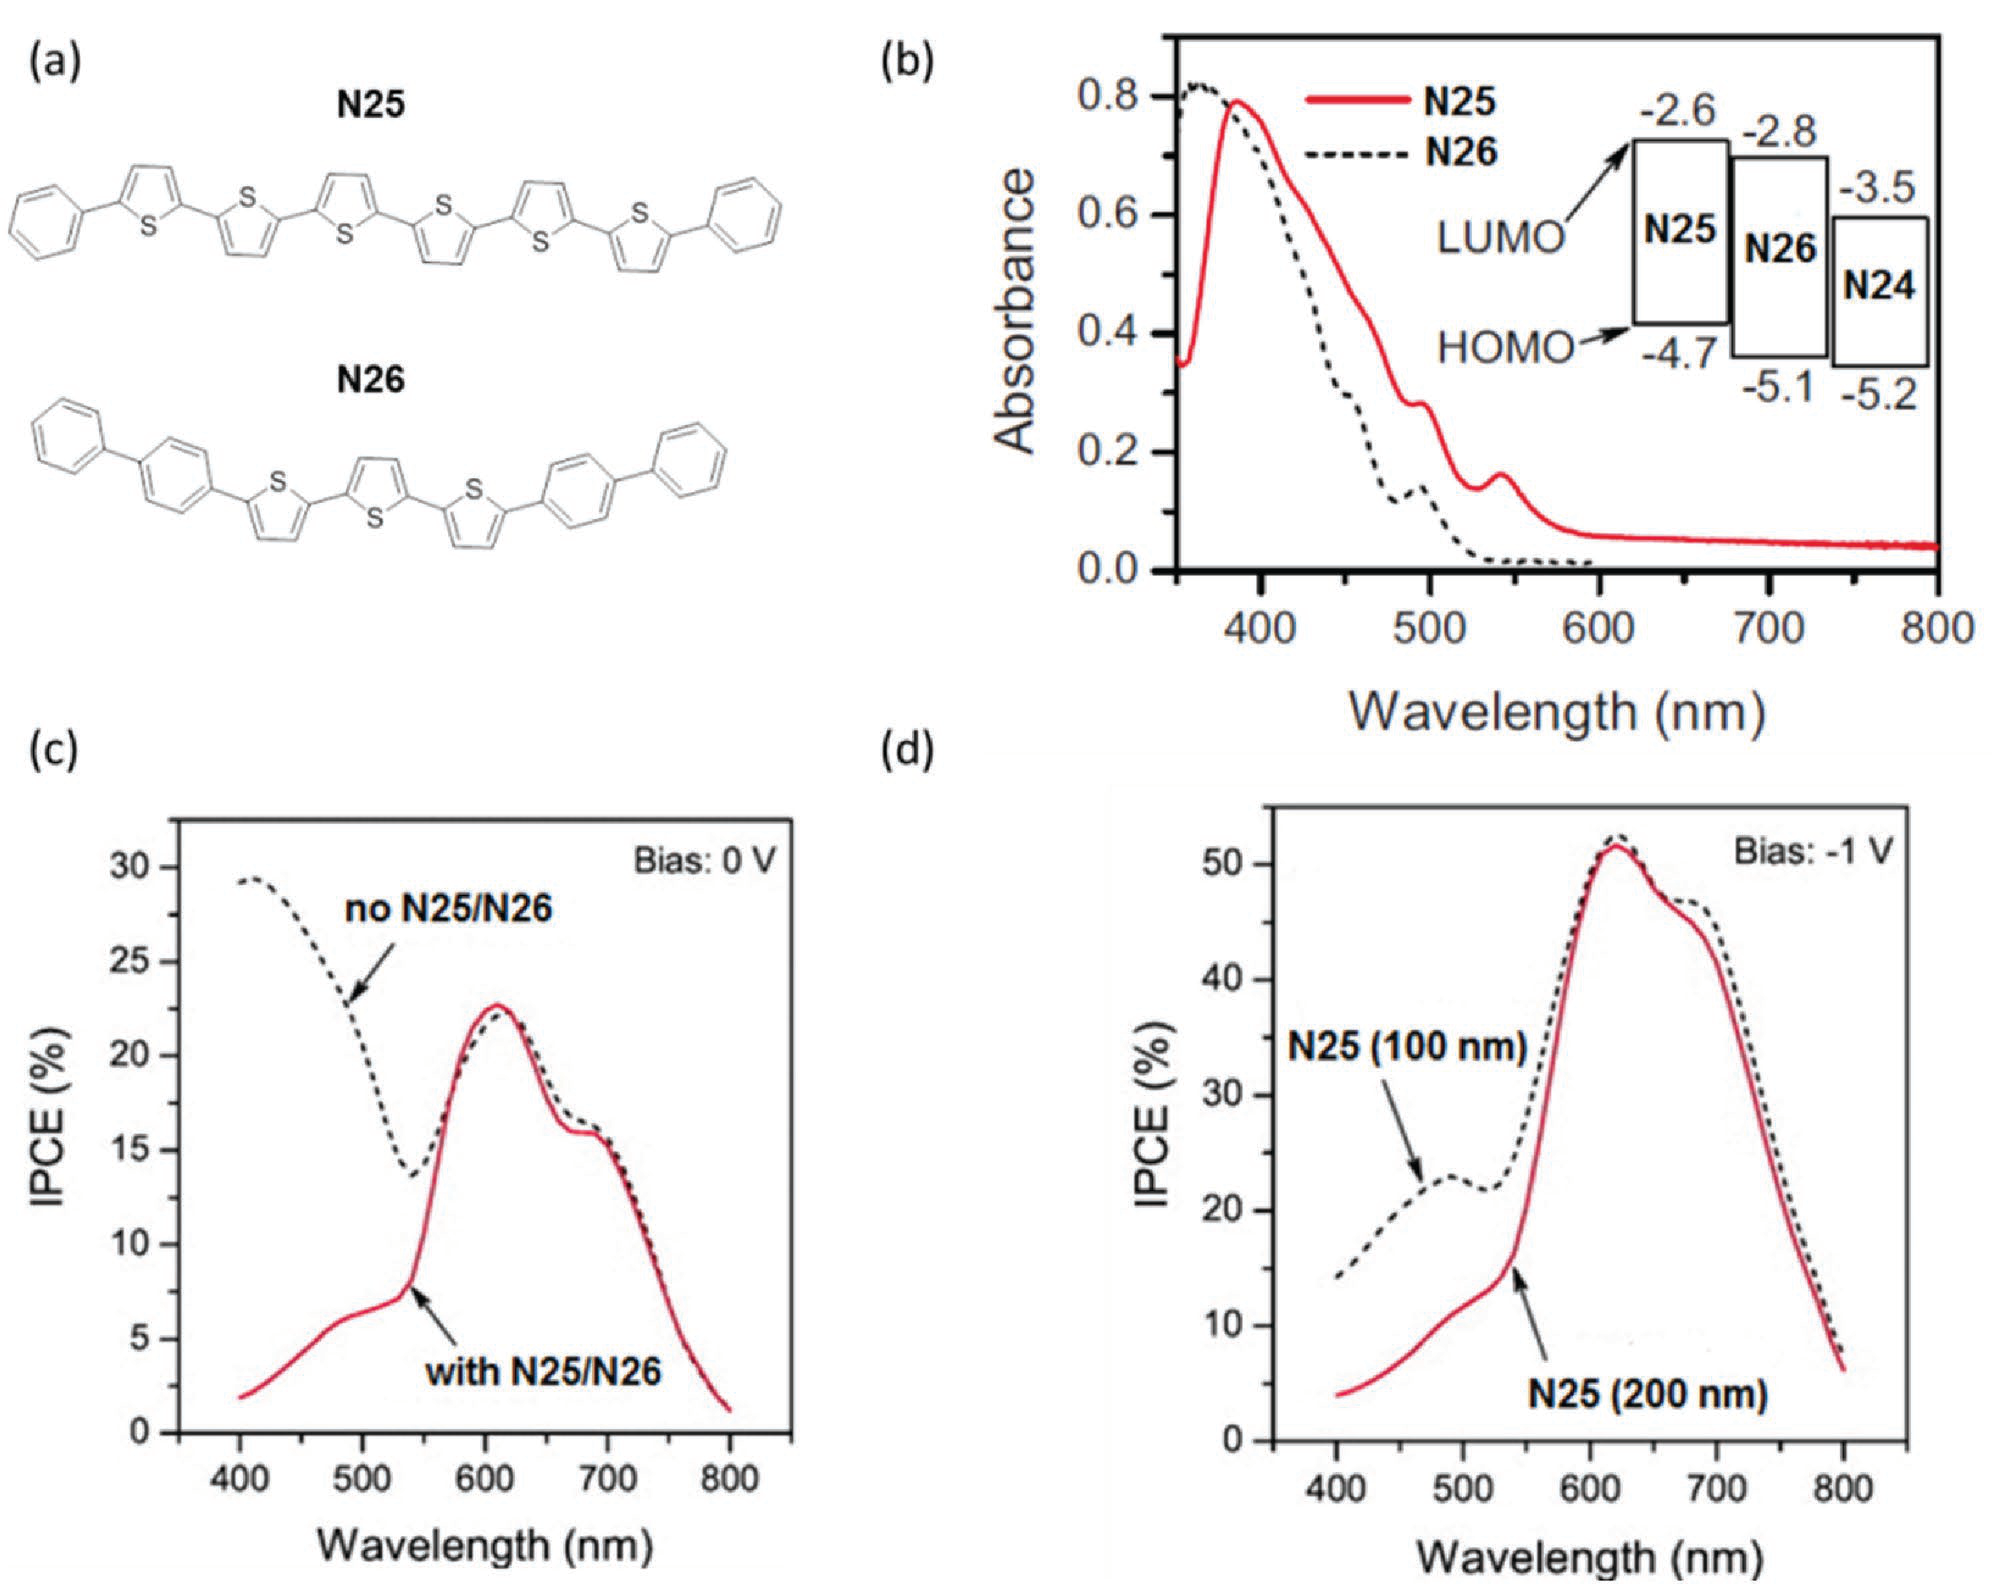 (a)
N25
S
S
S
S
S
S
N26
S
S
S
(b)
Absorbance
0.8
0.6
0.4
0.2
0.0
400
500
600
700
800
Wavelength (nm)
N25
N26
LUMO
HOMO
-2.6
-2.8
-3.5
N25
N26
N24
-4.7
-5.1
-5.2
(c)
IPCE (%)
30
25
20
15
10
5
0
400
500
600
700
800
Wavelength (nm)
Bias: 0 V
no N25/N26
with N25/N26
(d)
IPCE (%)
50
40
30
20
10
0
400
500
600
700
800
Wavelength (nm)
Bias: -1 V
N25 (100 nm)
N25 (200 nm)